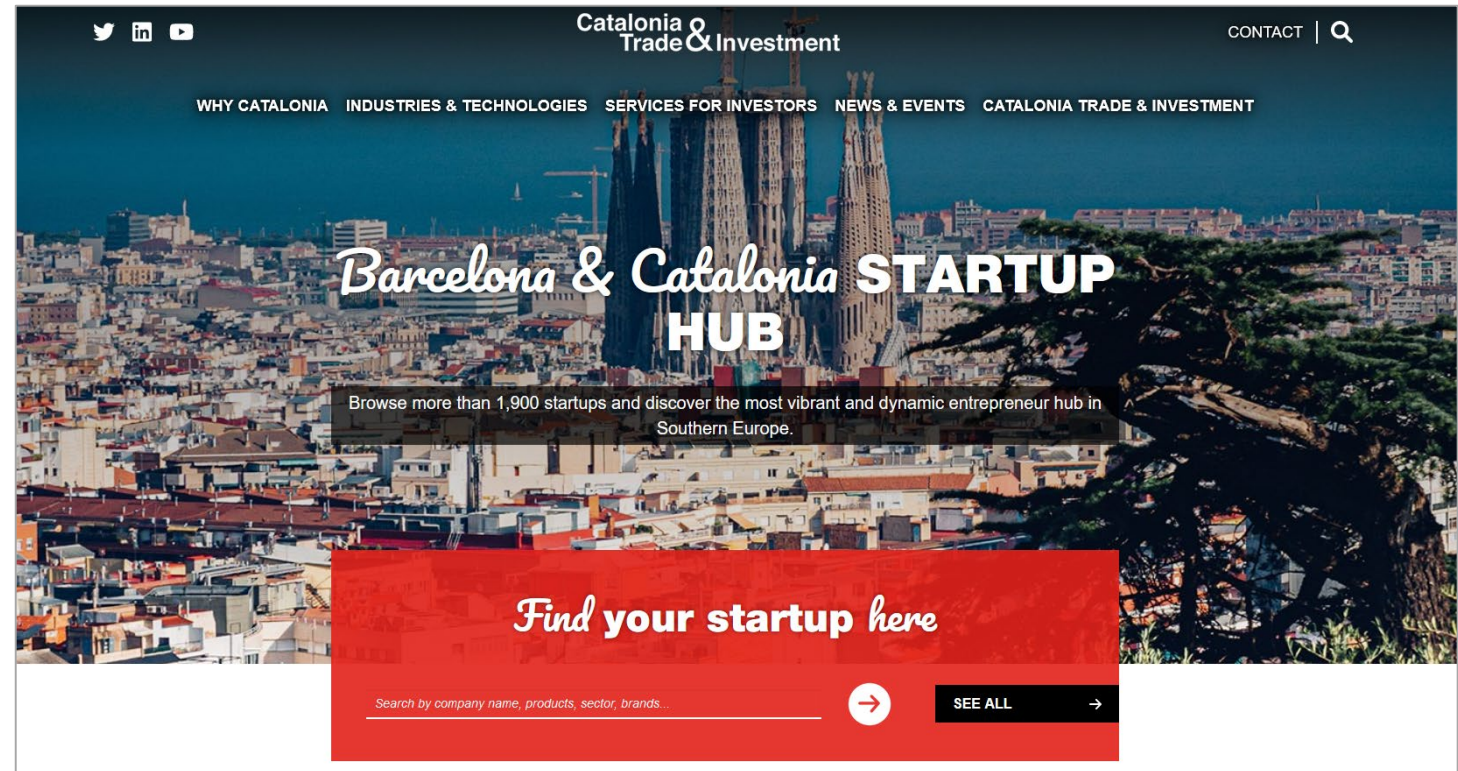 Catalonia
Trade & Investment
CONTACT
WHY CATALONIA INDUSTRIES & TECHNOLOGIES SERVICES FOR INVESTORS NEWS & EVENTS CATALONIA TRADE & INVESTMENT
Barcelona & Catalonia STARTUP
HUB
Browse more than 1,900 startups and discover the most vibrant and dynamic entrepreneur hub in
Southern Europe.
Find your startup here
Search by company name, products, sector, brands...
SEE ALL